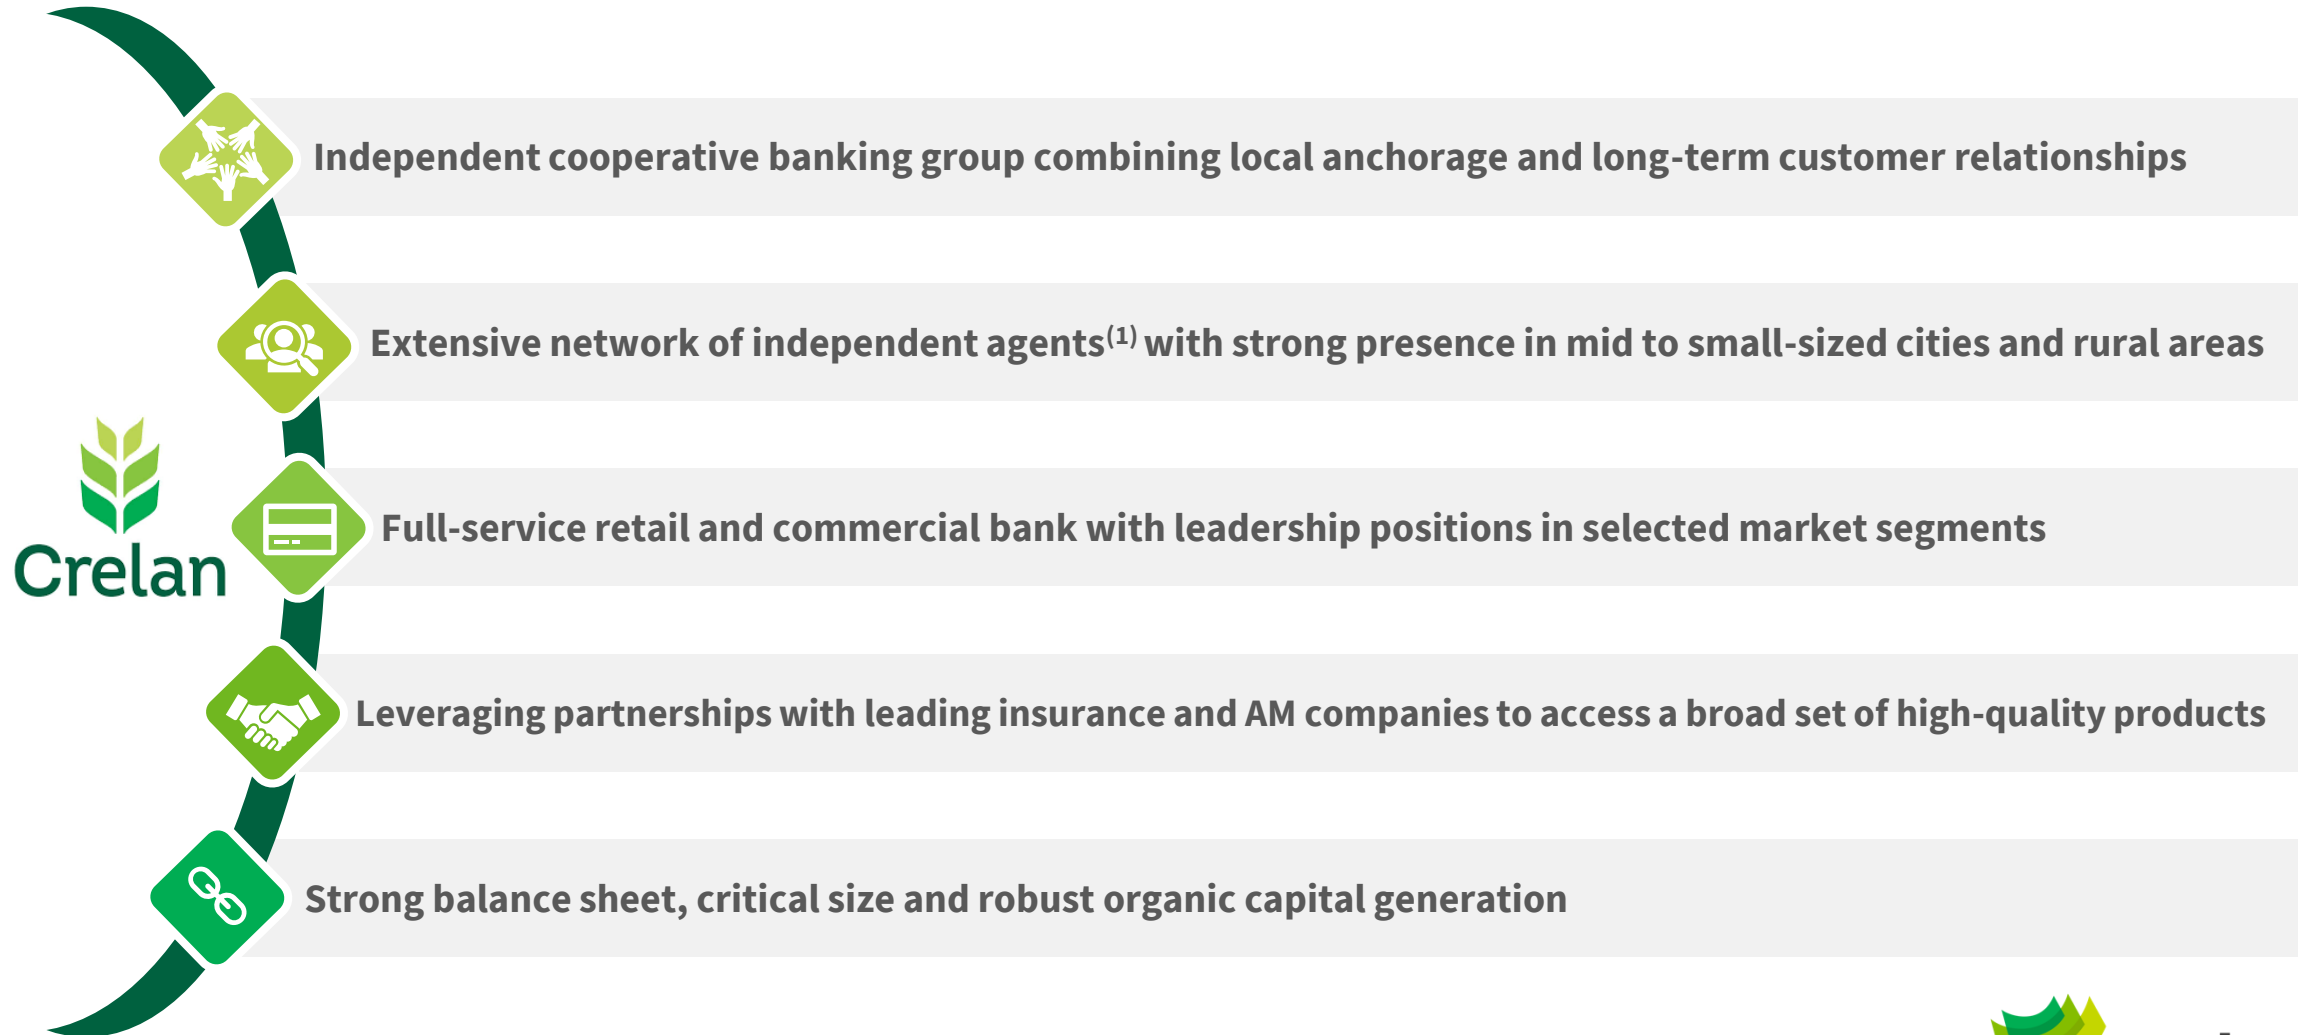 Independent cooperative banking group combining local anchorage and long-term customer relationships
Extensive network of independent agents(1) with strong presence in mid to small-sized cities and rural areas
Crelan
Full-service retail and commercial bank with leadership positions in selected market segments
Leveraging partnerships with leading insurance and AM companies to access a broad set of high-quality products
Strong balance sheet, critical size and robust organic capital generation